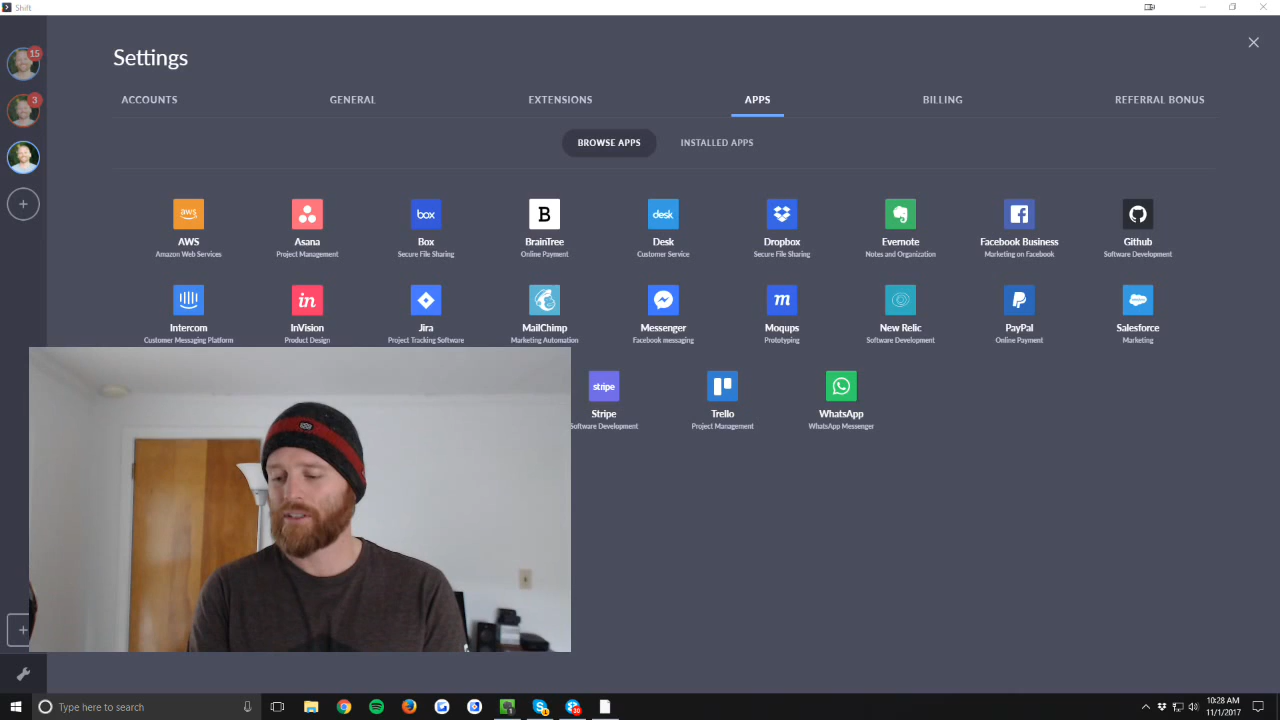 Shift
Settings
15
3
ACCOUNTS
GENERAL
EXTENSIONS
APPS
BILLING
REFERRAL BONUS
BROWSE APPS
INSTALLED APPS
aws
box
B
desk
AWS
Asana
Box
BrainTree
Desk
Dropbox
Evernote
Facebook Business
Github
Amazon Web Services
Project Management
Secure File Sharing
Online Payment
Customer Service
Secure File Sharing
Notes and Organization
Marketing on Facebook
Software Development
in
m
Intercom
InVision
Jira
MailChimp
Messenger
Moqups
New Relic
PayPal
Salesforce
Customer Messaging Platform
Product Design
Project Tracking Software
Marketing Automation
Facebook messaging
Prototyping
Software Development
Online Payment
Marketing
stripe
Stripe
Trello
WhatsApp
Software Development
Project Management
WhatsApp Messenger
Type here to search
10:28 AM
11/1/2017